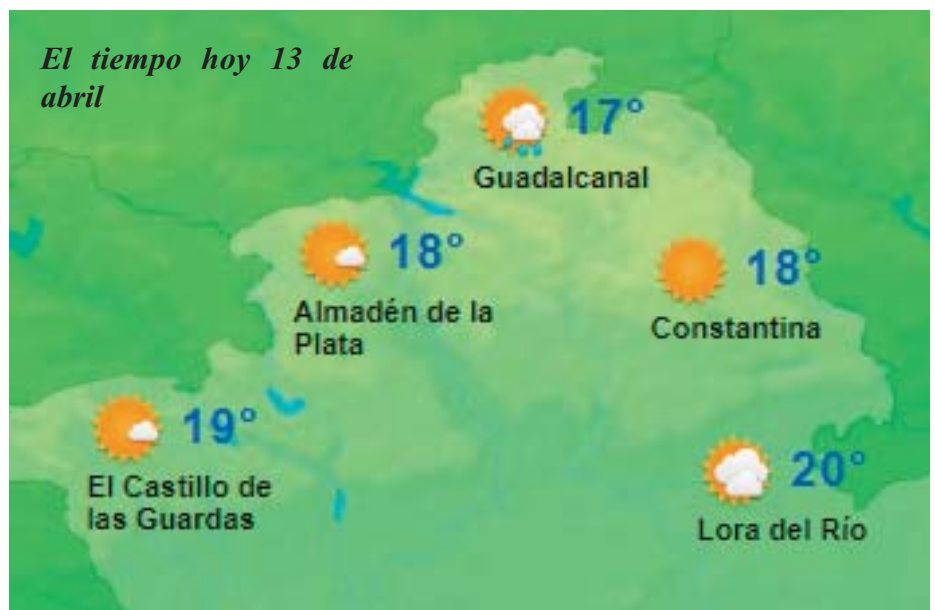 El tiempo hoy 13 de
abril
17°
Guadalcanal
18°
Almadén de la
Plata
18°
Constantina
19°
El Castillo de
las Guardas
20°
Lora del Río